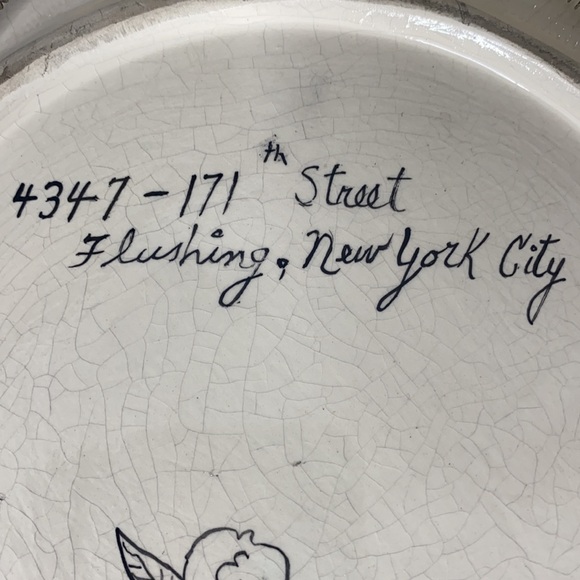 4347-171th Street
Flushing, New York City